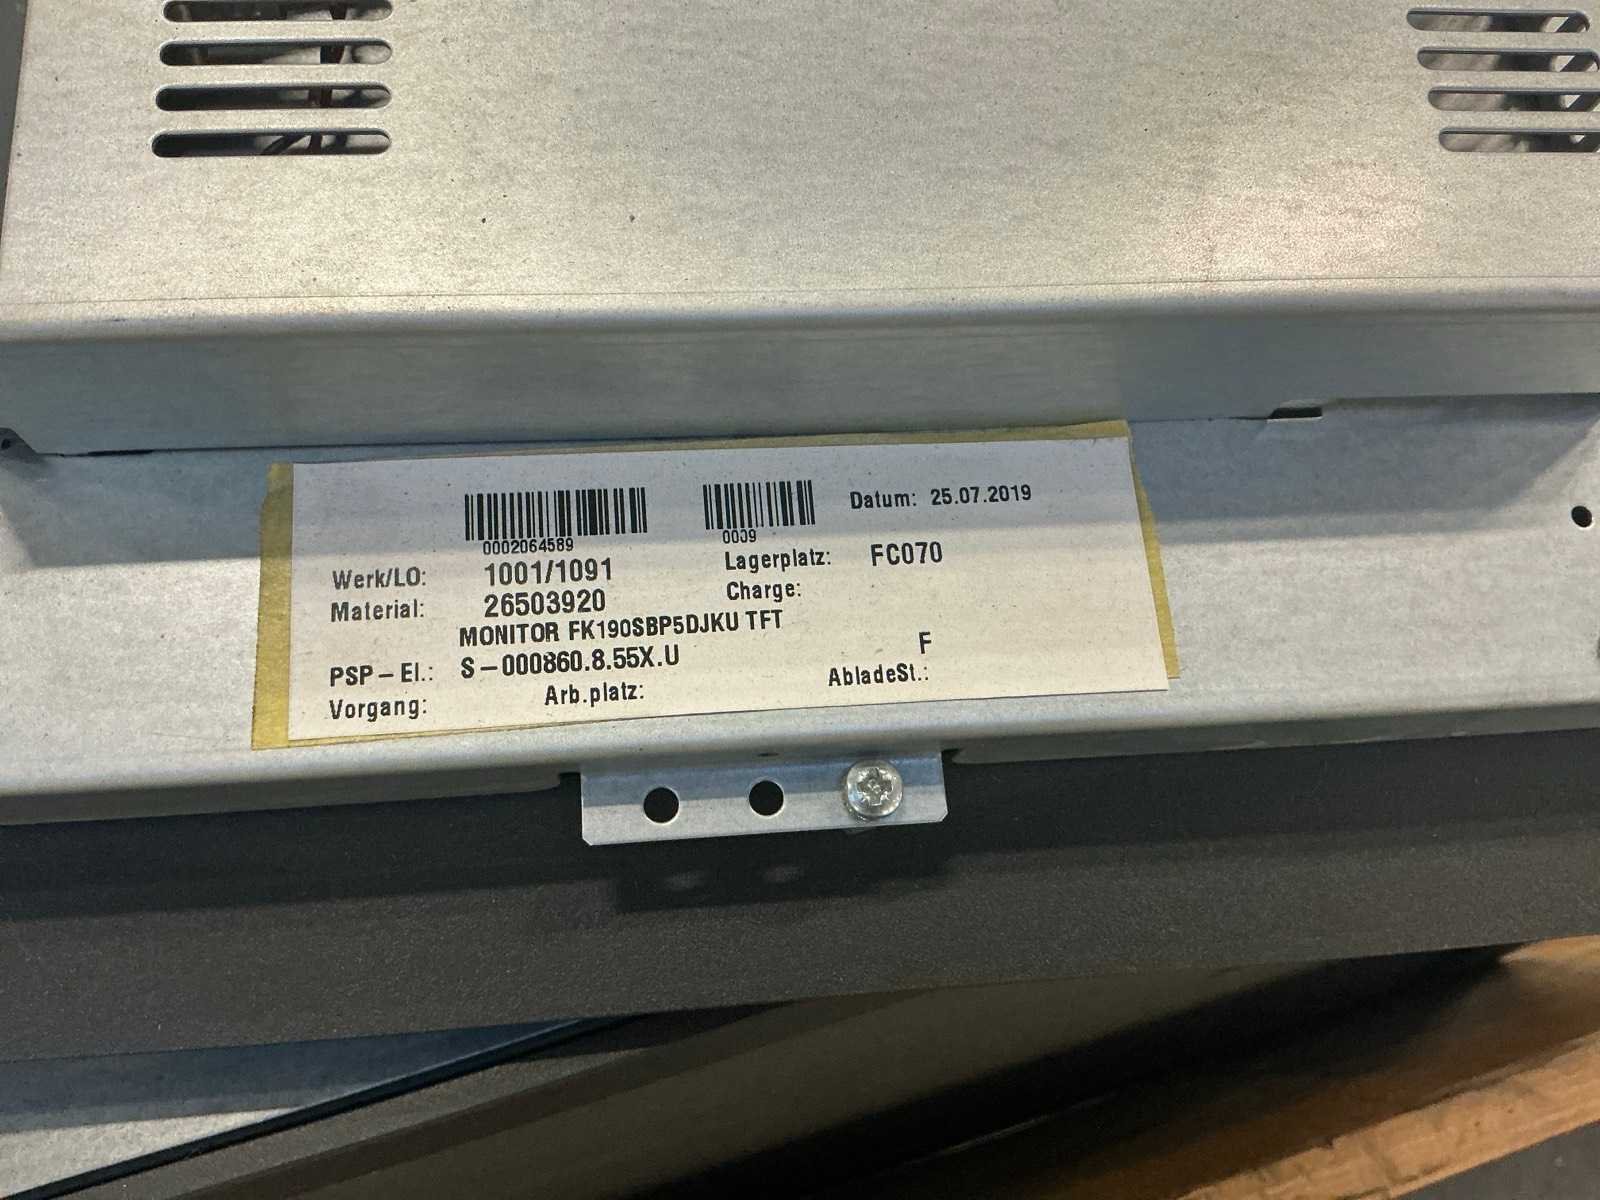 0002064589 0009 Datum: 25.07.2019
Werk/LO: 1001/1091 Lagerplatz: FC070
Material: 26503920 Charge:
MONITOR FK190SBP5DJKU TFT
PSP-El.: S-000860.8.55X.U F
Vorgang: Arb.platz: AbladeSt.: